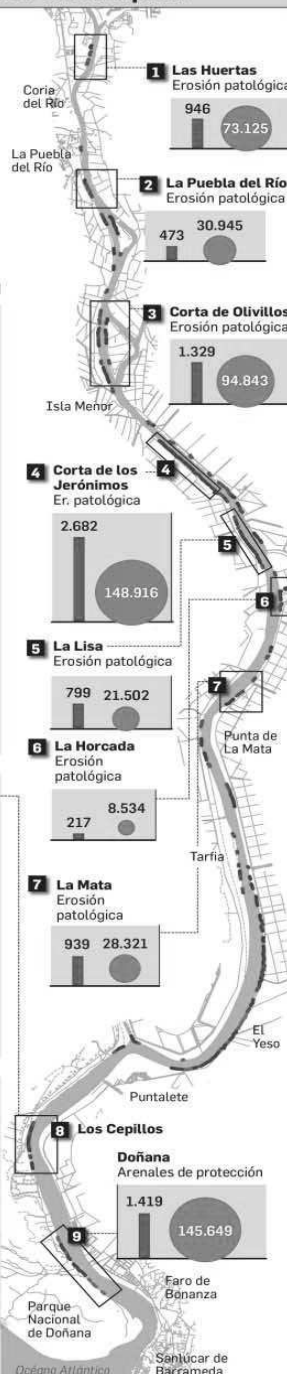 1 Las Huertas
Erosión patológica
946
73.125
Coria
del Río
La Puebla
del Río
2 La Puebla del Río
Erosión patológica
473
30.945
3 Corta de Olivillos
Erosión patológica
1.329
94.843
Isla Menor
4 Corta de los
Jerónimos
Er. patológica
4
2.682
148.916
5
5 La Lisa
Erosión patológica
799
21.502
6
7
6 La Horcada
Erosión
patológica
217
8.534
Punta de
La Mata
Tarfia
7 La Mata
Erosión
patológica
939
28.321
El
Yeso
Puntalete
8 Los Cepillos
Doñana
Arenales de protección
1.419
145.649
9
Faro de
Bonanza
Parque
Nacional
de Doñana
Océano Atlántico
Sanlúcar de
Barrameda